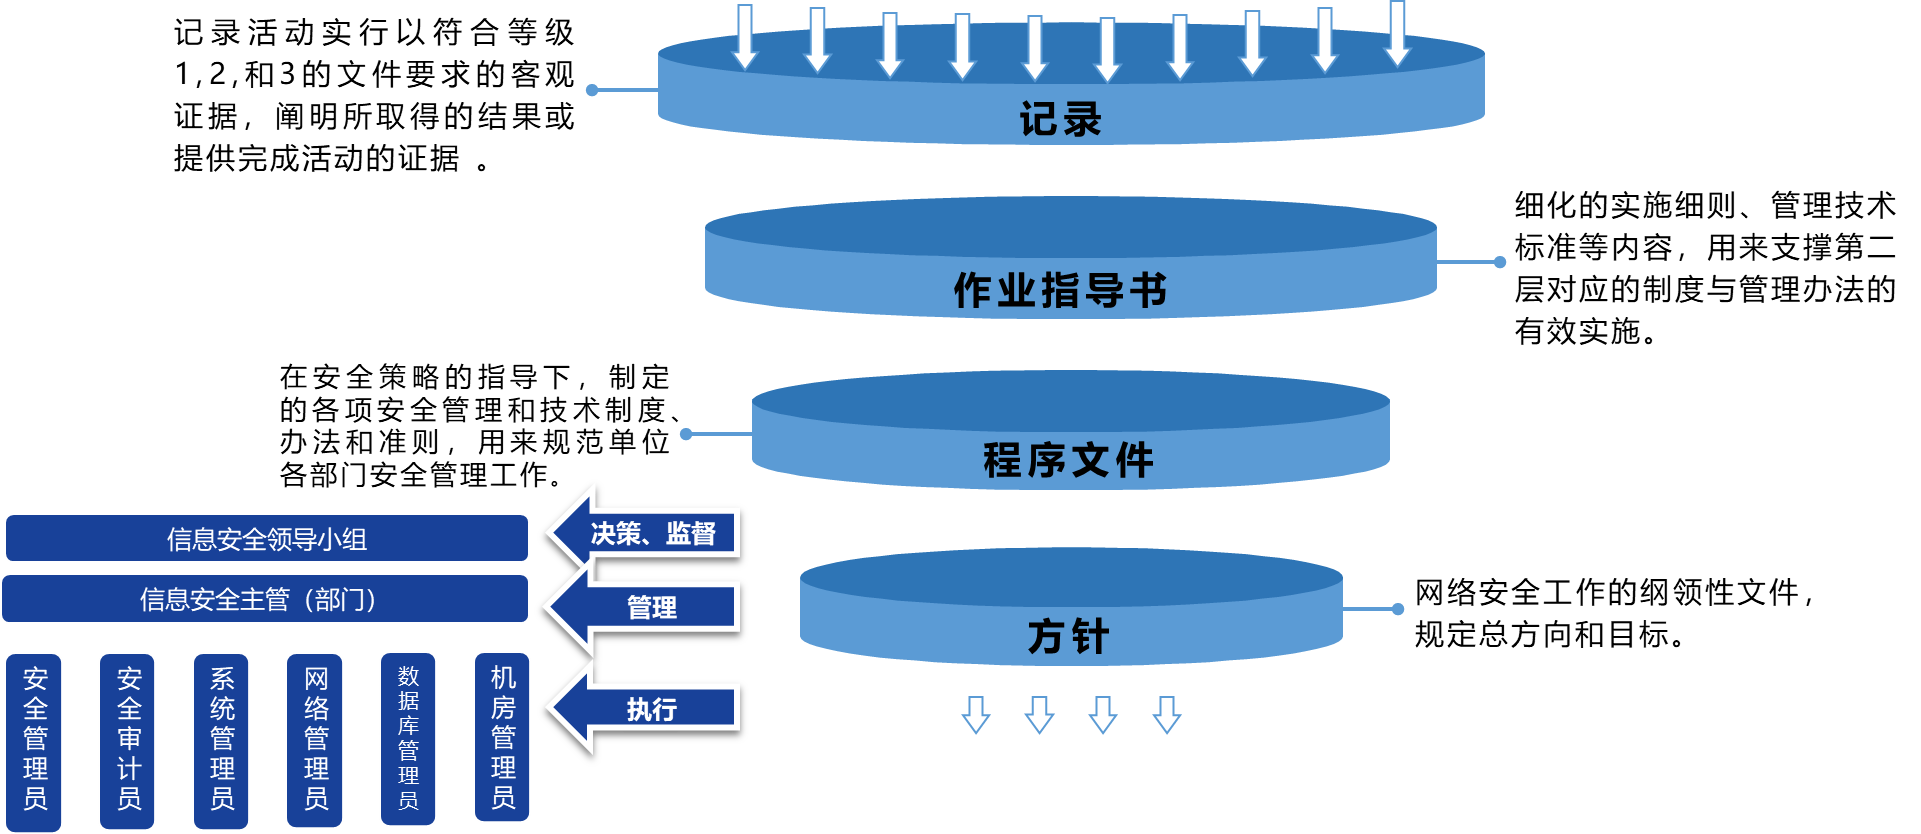 记录活动实行以符合等级
1,2,和3的文件要求的客观
证据，阐明所取得的结果或
提供完成活动的证据 。
记录
细化的实施细则、管理技术
标准等内容，用来支撑第二
层对应的制度与管理办法的
有效实施。
作业指导书
在安全策略的指导下，制定
的各项安全管理和技术制度、
办法和准则，用来规范单位
各部门安全管理工作。
程序文件
信息安全领导小组
决策、监督
信息安全主管（部门）
管理
方针
网络安全工作的纲领性文件，
规定总方向和目标。
安全管理员
安全审计员
系统管理员
网络管理员
数据库管理员
机房管理员
执行